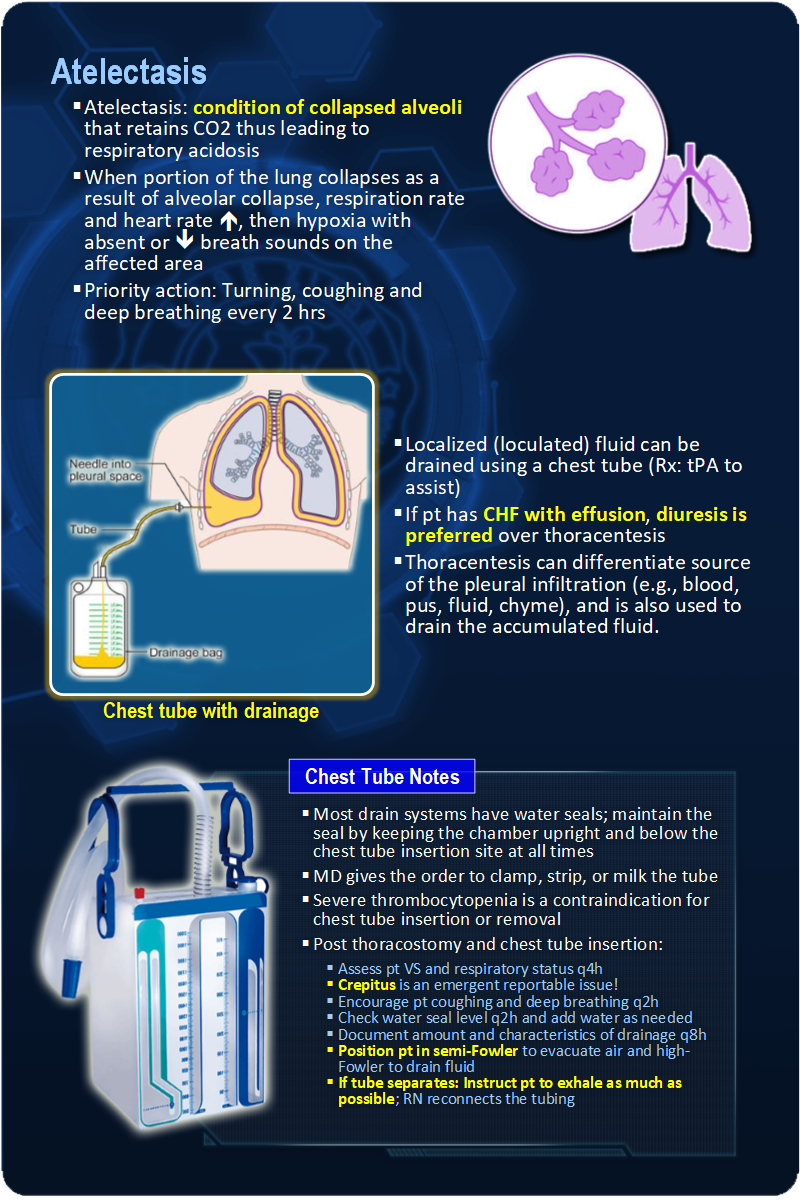 Atelectasis
▪ Atelectasis: condition of collapsed alveoli
that retains CO2 thus leading to
respiratory acidosis
▪ When portion of the lung collapses as a
result of alveolar collapse, respiration rate
and heart rate 🡹, then hypoxia with
absent or 🡻 breath sounds on the
affected area
▪ Priority action: Turning, coughing and
deep breathing every 2 hrs
Needle into
pleural space
Tube
Drainage bag
Chest tube with drainage
▪ Localized (loculated) fluid can be
drained using a chest tube (Rx: tPA to
assist)
▪ If pt has CHF with effusion, diuresis is
preferred over thoracentesis
▪ Thoracentesis can differentiate source
of the pleural infiltration (e.g., blood,
pus, fluid, chyme), and is also used to
drain the accumulated fluid.
Chest Tube Notes
▪ Most drain systems have water seals; maintain the
seal by keeping the chamber upright and below the
chest tube insertion site at all times
▪ MD gives the order to clamp, strip, or milk the tube
▪ Severe thrombocytopenia is a contraindication for
chest tube insertion or removal
▪ Post thoracostomy and chest tube insertion:
▪ Assess pt VS and respiratory status q4h
▪ Crepitus is an emergent reportable issue!
▪ Encourage pt coughing and deep breathing q2h
▪ Check water seal level q2h and add water as needed
▪ Document amount and characteristics of drainage q8h
▪ Position pt in semi-Fowler to evacuate air and high-
Fowler to drain fluid
▪ If tube separates: Instruct pt to exhale as much as
possible; RN reconnects the tubing